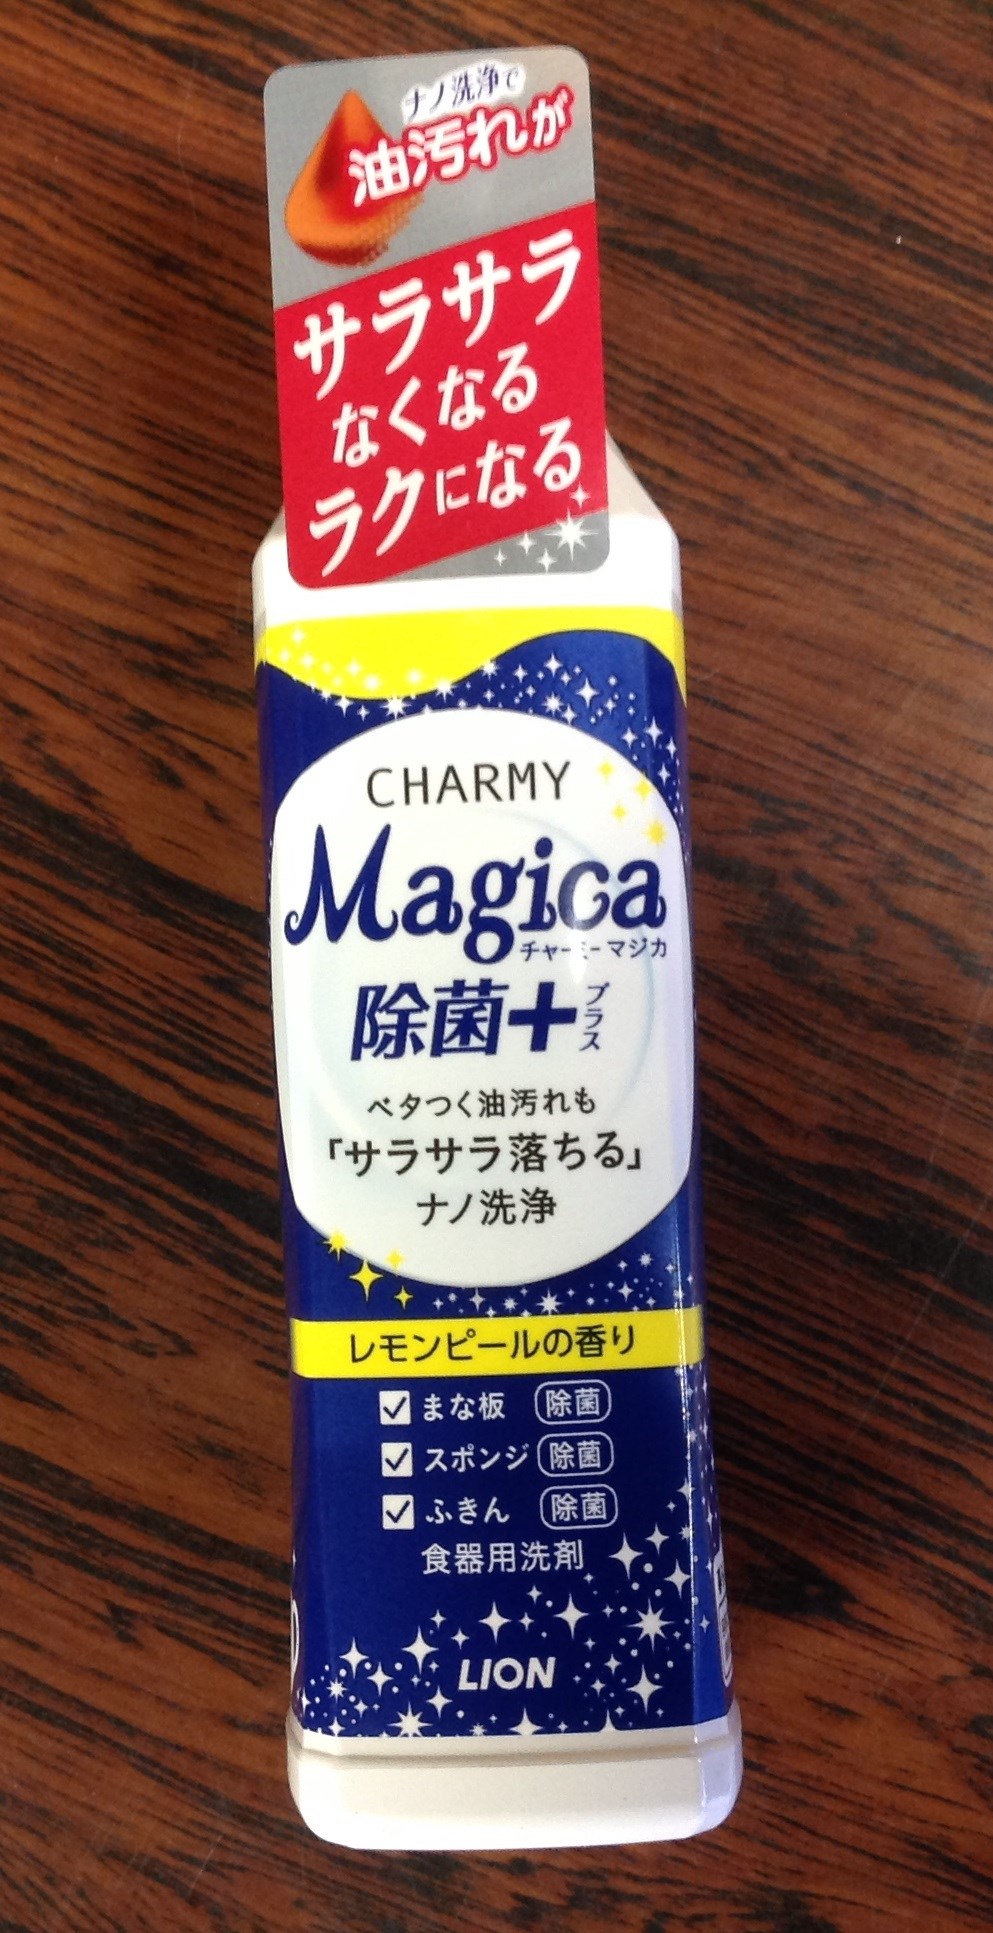 ナノ洗浄で
油汚れが
サラサラ
なくなる
ラクになる
CHARMY
Magica
チャーミーマジカ
除菌+プラス
ベタつく油汚れも
「サラサラ落ちる」
ナノ洗浄
レモンピールの香り
まな板 除菌
スポンジ 除菌
ふきん 除菌
食器用洗剤
LION